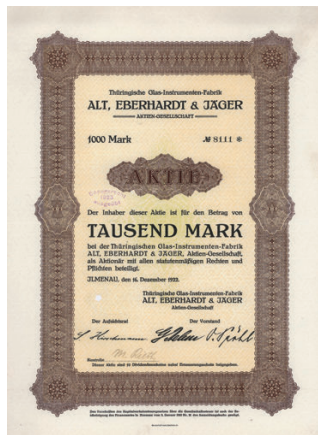 Thüringische Glas-Instrumenten-Fabrik
ALT, EBERHARDT & JÄGER
AKTIEN-GESELLSCHAFT
1000 Mark № 8111 *
AKTIE
Der Inhaber dieser Aktie ist für den Betrag von
TAUSEND MARK
bei der Thüringischen Glas-Instrumenten-Fabrik
ALT, EBERHARDT & JÄGER, Aktien-Gesellschaft,
als Aktionär mit allen statutenmäßigen Rechten und
Pflichten beteiligt.
ILMENAU, den 16. Dezember 1922.
Thüringische Glas-Instrumenten-Fabrik
ALT, EBERHARDT & JÄGER
Aktien-Gesellschaft
Der Aufsichtsrat Der Vorstand